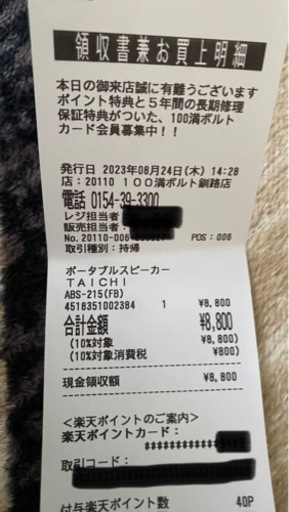 領収書兼お買上明細
本日の御来店誠に有難うございます
ポイント特典と5年間の長期修理
保証特典がついた、100満ボルト
カード会員募集中！！
発行日 2023年08月24日(木) 14:28
店：20110 １００満ボルト釧路店
電話 0154-39-3300
レジ担当者：
販売担当者：
No. 20110-006- POS：006
取引種別：持帰
ポータブルスピーカー
ＴＡＩＣＨＩ
ABS-215(FB)
4518351002384 1 ¥8,800
合計金額 ¥8,800
(10%対象 ¥8,800)
(10%対象消費税 ¥800)
現金領収額 ¥8,800
＜楽天ポイントのご案内＞
楽天ポイントカード：
取引コード：
付与楽天ポイント数 40P